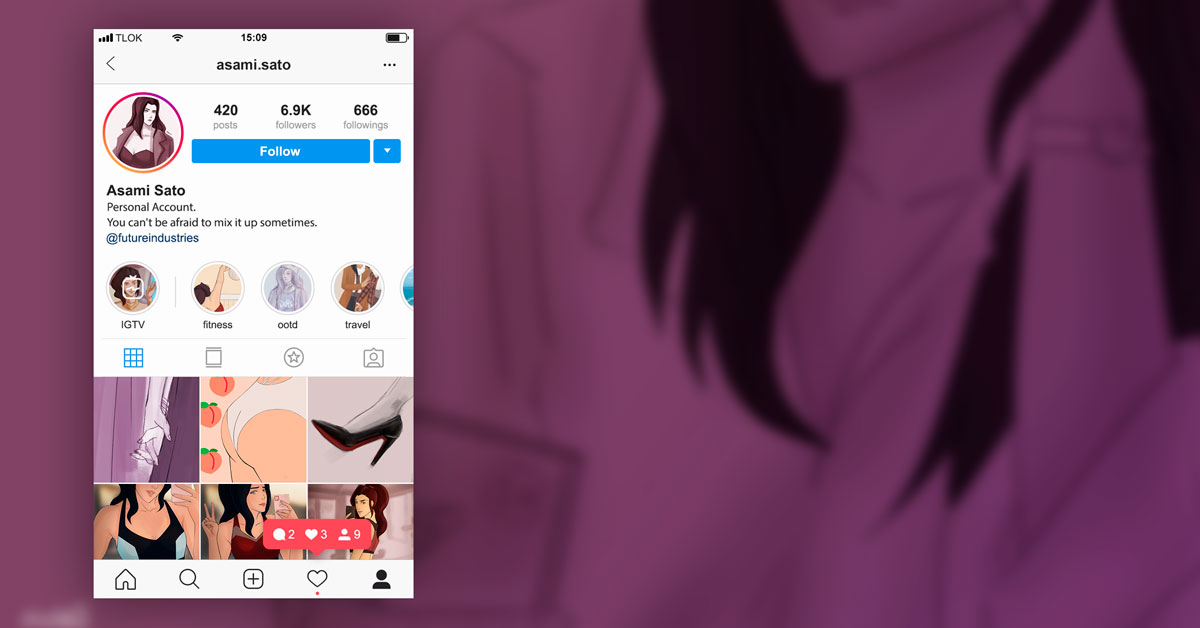 TLOK 15:09
asami.sato
420 6.9K 666
posts followers followings
Follow
Asami Sato
Personal Account.
You can't be afraid to mix it up sometimes.
@futureindustries
IGTV fitness ootd travel
2 3 9